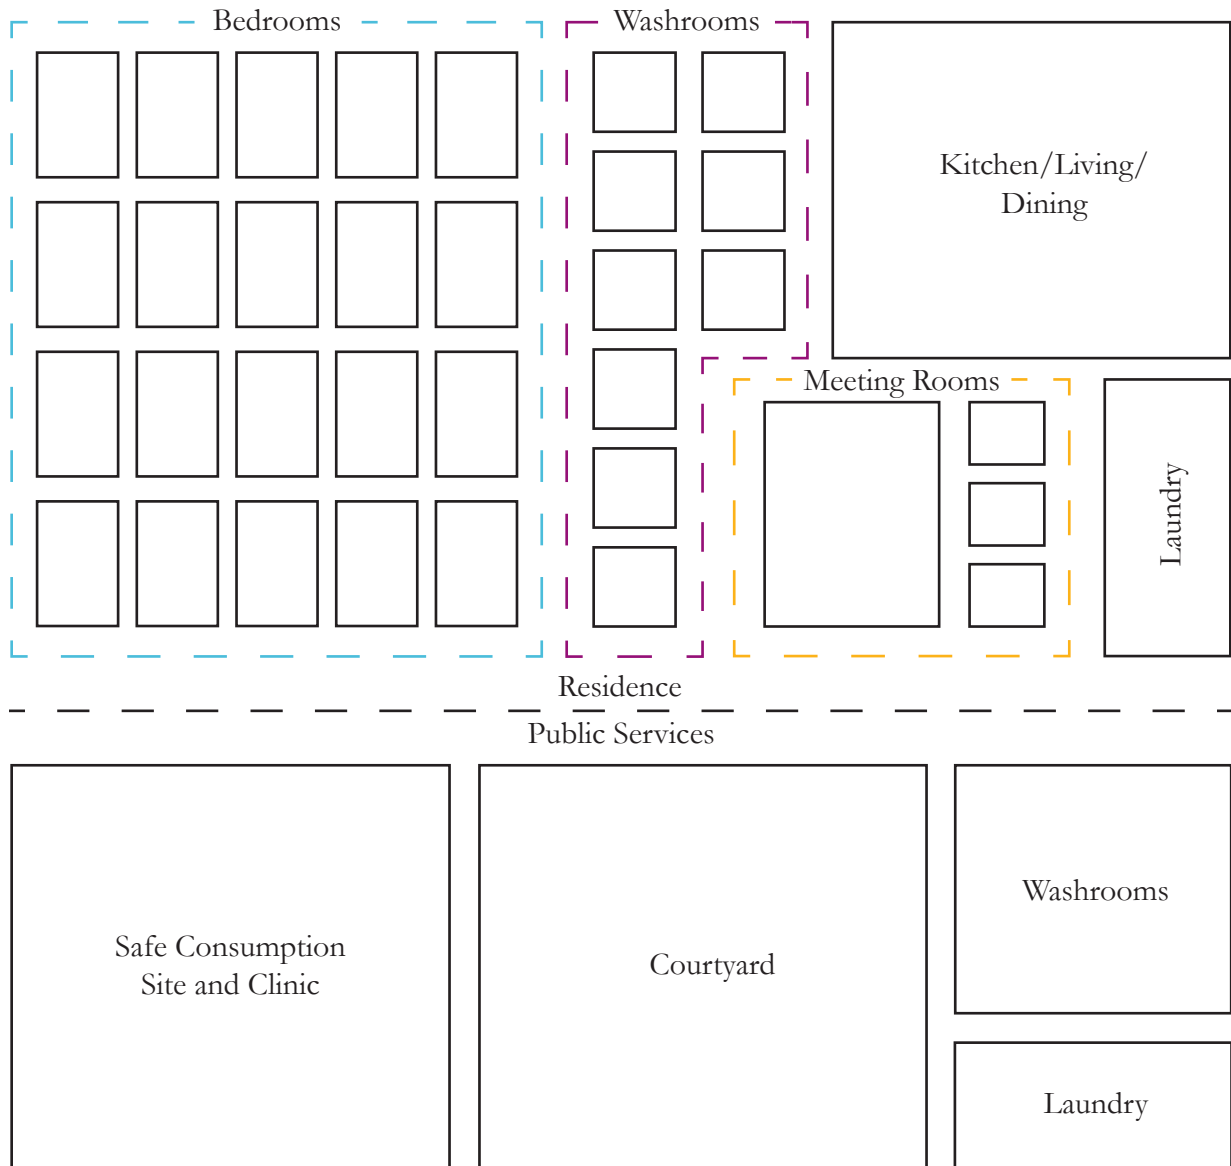 Bedrooms
Washrooms
Kitchen/Living/
Dining
Meeting Rooms
Laundry
Residence
Public Services
Safe Consumption
Site and Clinic
Courtyard
Washrooms
Laundry